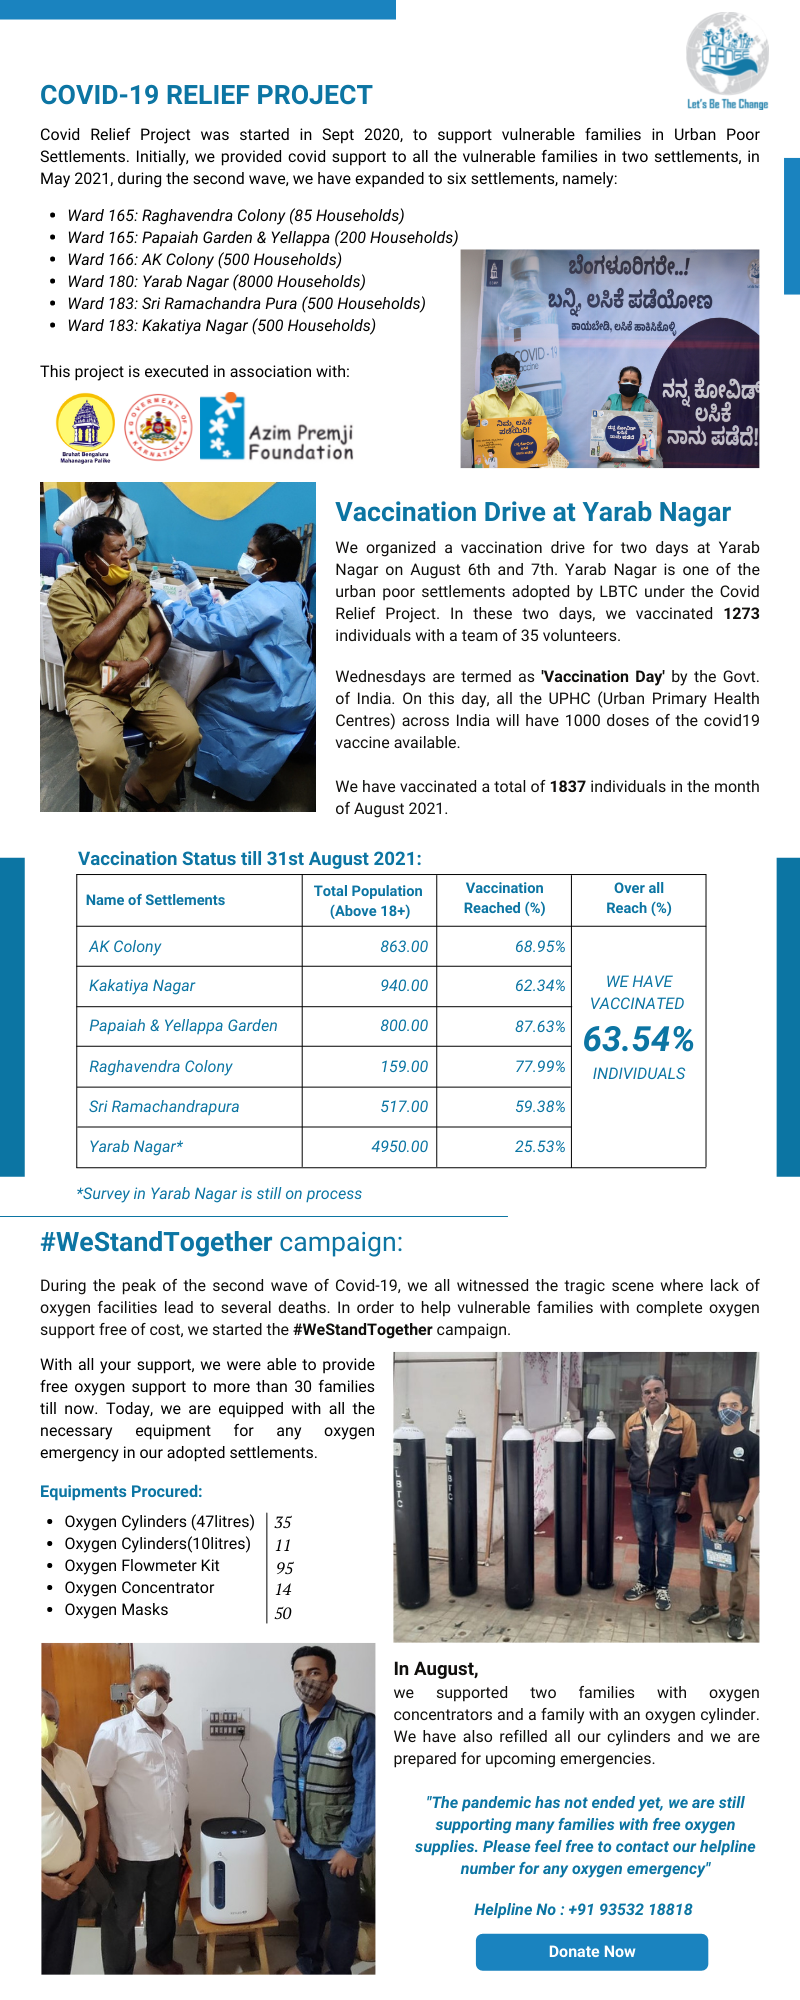 CHANGE
Let's Be The Change
COVID-19 RELIEF PROJECT
Covid Relief Project was started in Sept 2020, to support vulnerable families in Urban Poor
Settlements. Initially, we provided covid support to all the vulnerable families in two settlements, in
May 2021, during the second wave, we have expanded to six settlements, namely:
• Ward 165: Raghavendra Colony (85 Households)
• Ward 165: Papaiah Garden & Yellappa (200 Households)
• Ward 166: AK Colony (500 Households)
• Ward 180: Yarab Nagar (8000 Households)
• Ward 183: Sri Ramachandra Pura (500 Households)
• Ward 183: Kakatiya Nagar (500 Households)
ಬೆಂಗಳೂರಿಗರೇ..!
ಬನ್ನಿ, ಲಸಿಕೆ ಪಡೆಯೋಣ
ಕಾಯಬೇಡಿ, ಲಸಿಕೆ ಹಾಕಿಸಿಕೊಳ್ಳಿ
COVID - 19
vaccine
ನನ್ನ ಕೋವಿಡ್
ಲಸಿಕೆ
ನಾನು ಪಡೆದೆ!
ನಿಮ್ಮ ಲಸಿಕೆ
ಪಡೆಯಿರಿ!
This project is executed in association with:
Bruhat Bengaluru
Mahanagara Palike
GOVERMENT OF
KARNATAKA
Azim Premji
Foundation
Vaccination Drive at Yarab Nagar
We organized a vaccination drive for two days at Yarab
Nagar on August 6th and 7th. Yarab Nagar is one of the
urban poor settlements adopted by LBTC under the Covid
Relief Project. In these two days, we vaccinated 1273
individuals with a team of 35 volunteers.
Wednesdays are termed as 'Vaccination Day' by the Govt.
of India. On this day, all the UPHC (Urban Primary Health
Centres) across India will have 1000 doses of the covid19
vaccine available.
We have vaccinated a total of 1837 individuals in the month
of August 2021.
Vaccination Status till 31st August 2021:
Name of Settlements Total Population (Above 18+) Vaccination Reached (%) Over all Reach (%)
AK Colony 863.00 68.95%
Kakatiya Nagar 940.00 62.34%
Papaiah & Yellappa Garden 800.00 87.63%
Raghavendra Colony 159.00 77.99%
Sri Ramachandrapura 517.00 59.38%
Yarab Nagar* 4950.00 25.53%
WE HAVE
VACCINATED
63.54%
INDIVIDUALS
*Survey in Yarab Nagar is still on process
#WeStandTogether campaign:
During the peak of the second wave of Covid-19, we all witnessed the tragic scene where lack of
oxygen facilities lead to several deaths. In order to help vulnerable families with complete oxygen
support free of cost, we started the #WeStandTogether campaign.
With all your support, we were able to provide
free oxygen support to more than 30 families
till now. Today, we are equipped with all the
necessary equipment for any oxygen
emergency in our adopted settlements.
Equipments Procured:
• Oxygen Cylinders (47litres) 35
• Oxygen Cylinders(10litres) 11
• Oxygen Flowmeter Kit 95
• Oxygen Concentrator 14
• Oxygen Masks 50
LBTC
LBTC
In August,
we supported two families with oxygen
concentrators and a family with an oxygen cylinder.
We have also refilled all our cylinders and we are
prepared for upcoming emergencies.
"The pandemic has not ended yet, we are still
supporting many families with free oxygen
supplies. Please feel free to contact our helpline
number for any oxygen emergency"
Helpline No : +91 93532 18818
Donate Now